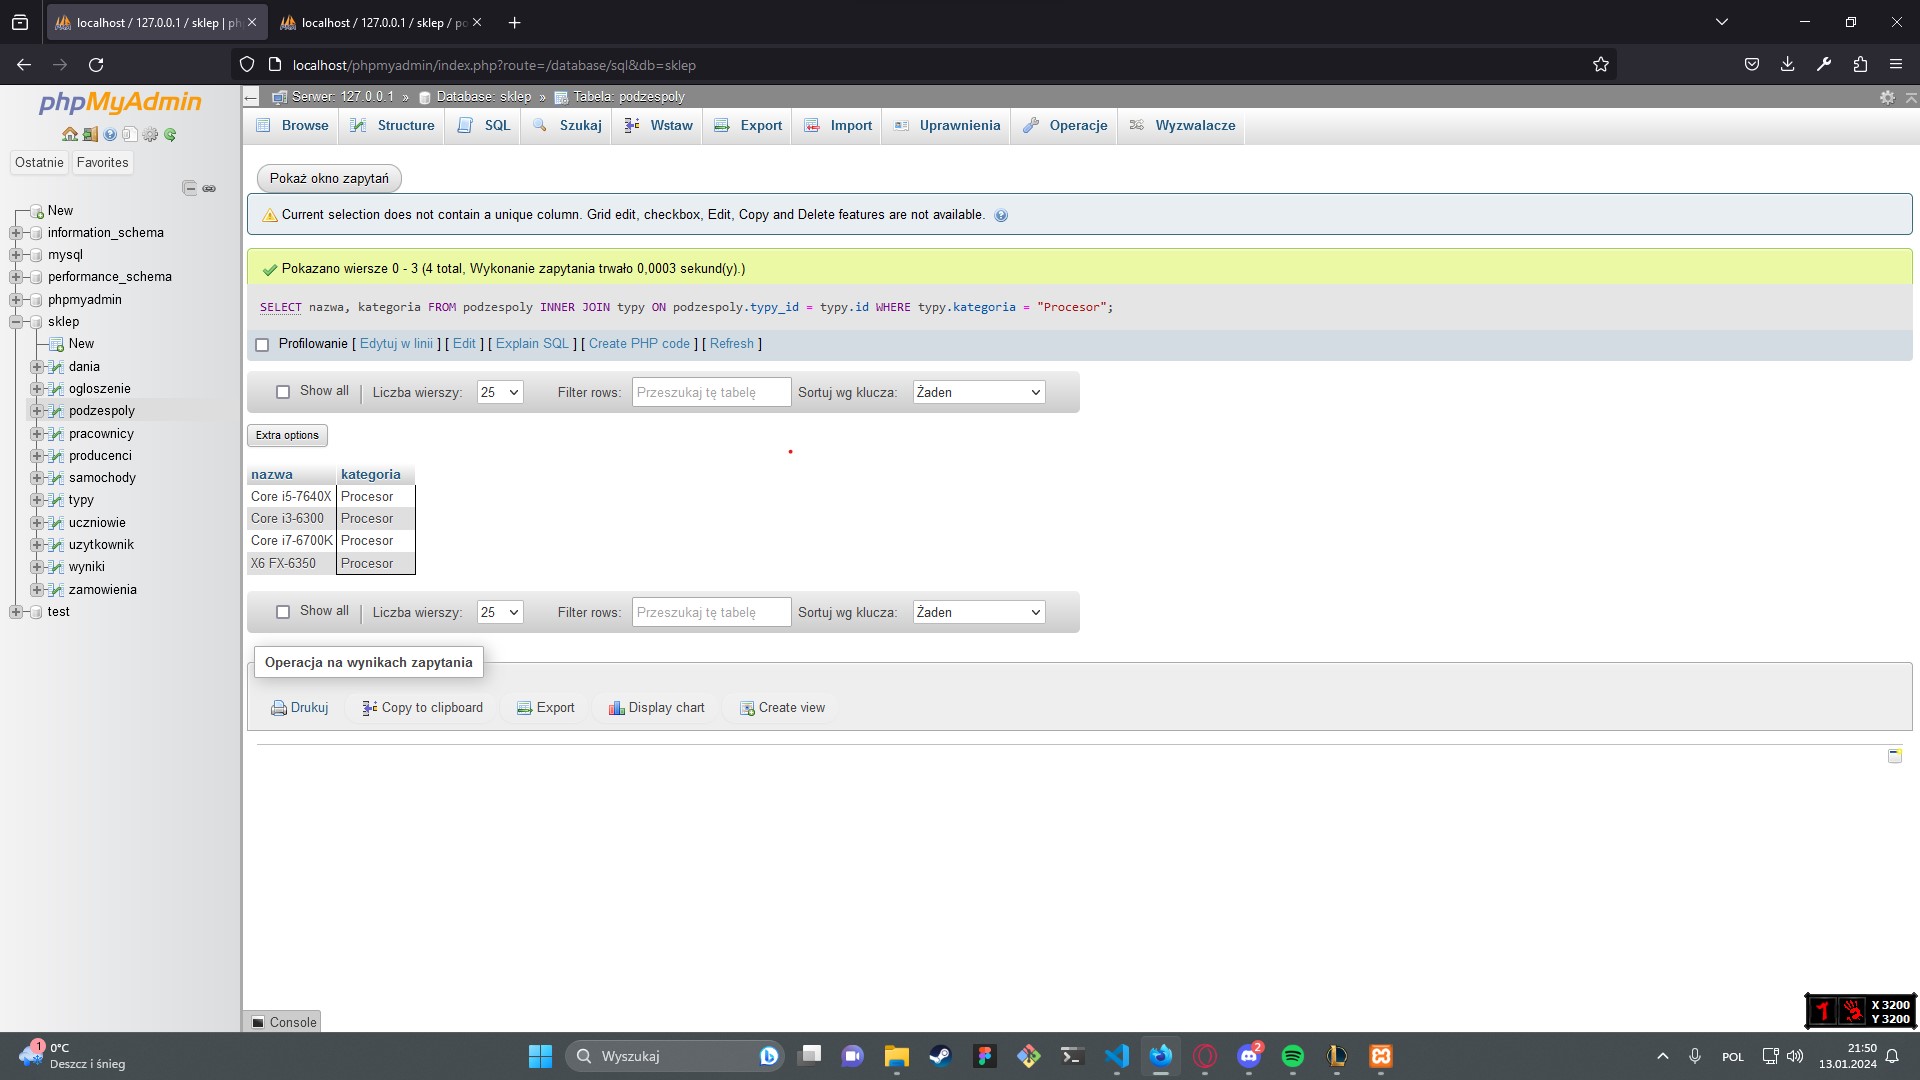 localhost / 127.0.0.1 / sklep | ph
localhost / 127.0.0.1 / sklep / po
localhost/phpmyadmin/index.php?route=/database/sql&db=sklep
phpMyAdmin
Ostatnie Favorites
New
information_schema
mysql
performance_schema
phpmyadmin
sklep
New
dania
ogloszenie
podzespoly
pracownicy
producenci
samochody
typy
uczniowie
uzytkownik
wyniki
zamowienia
test
Serwer: 127.0.0.1 » Database: sklep » Tabela: podzespoly
Browse Structure SQL Szukaj Wstaw Export Import Uprawnienia Operacje Wyzwalacze
Pokaż okno zapytań
Current selection does not contain a unique column. Grid edit, checkbox, Edit, Copy and Delete features are not available.
Pokazano wiersze 0 - 3 (4 total, Wykonanie zapytania trwało 0,0003 sekund(y).)
SELECT nazwa, kategoria FROM podzespoly INNER JOIN typy ON podzespoly.typy_id = typy.id WHERE typy.kategoria = "Procesor";
Profilowanie [ Edytuj w linii ] [ Edit ] [ Explain SQL ] [ Create PHP code ] [ Refresh ]
Show all | Liczba wierszy: 25 Filter rows: Przeszukaj tę tabelę Sortuj wg klucza: Żaden
Extra options
nazwa kategoria
Core i5-7640X Procesor
Core i3-6300 Procesor
Core i7-6700K Procesor
X6 FX-6350 Procesor
Show all | Liczba wierszy: 25 Filter rows: Przeszukaj tę tabelę Sortuj wg klucza: Żaden
Operacja na wynikach zapytania
Drukuj Copy to clipboard Export Display chart Create view
Console
X 3200
Y 3200
1
0°C
Deszcz i śnieg
Wyszukaj
2
POL
21:50
13.01.2024